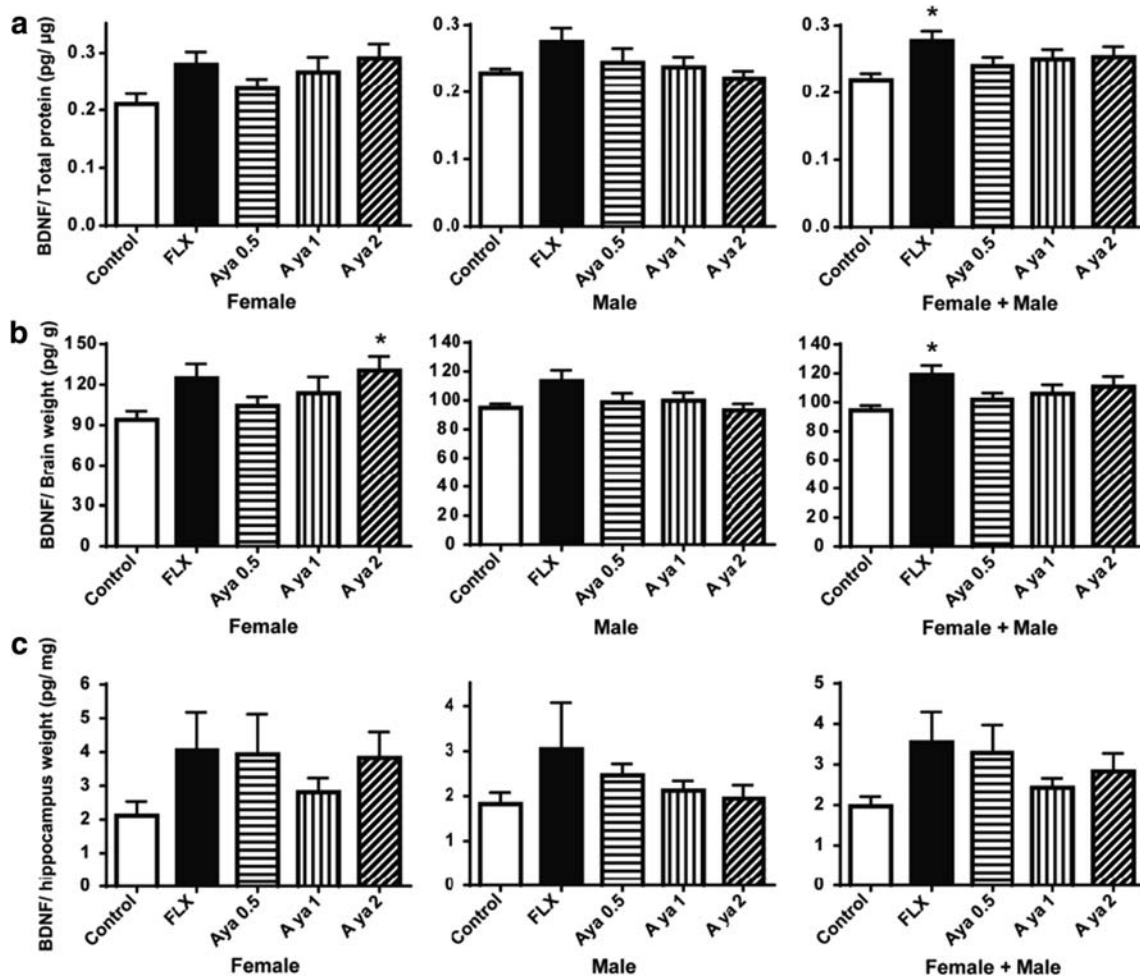 a
BDNF/ Total protein (pg/ µg)
0.3
0.2
0.1
0.0
Control
FLX
Aya 0.5
A ya 1
A ya 2
Female
0.3
0.2
0.1
0.0
Control
FLX
Aya 0.5
A ya 1
A ya 2
Male
*
0.3
0.2
0.1
0.0
Control
FLX
Aya 0.5
A ya 1
A ya 2
Female + Male
b
BDNF/ Brain weight (pg/ g)
*
150
120
90
60
30
0
Control
FLX
Aya 0.5
A ya 1
A ya 2
Female
140
120
100
80
60
40
20
0
Control
FLX
Aya 0.5
A ya 1
A ya 2
Male
*
140
120
100
80
60
40
20
0
Control
FLX
Aya 0.5
A ya 1
A ya 2
Female + Male
c
BDNF/ hippocampus weight (pg/ mg)
6
5
4
3
2
1
0
Control
FLX
Aya 0.5
A ya 1
A ya 2
Female
4
3
2
1
0
Control
FLX
Aya 0.5
A ya 1
A ya 2
Male
5
4
3
2
1
0
Control
FLX
Aya 0.5
A ya 1
A ya 2
Female + Male